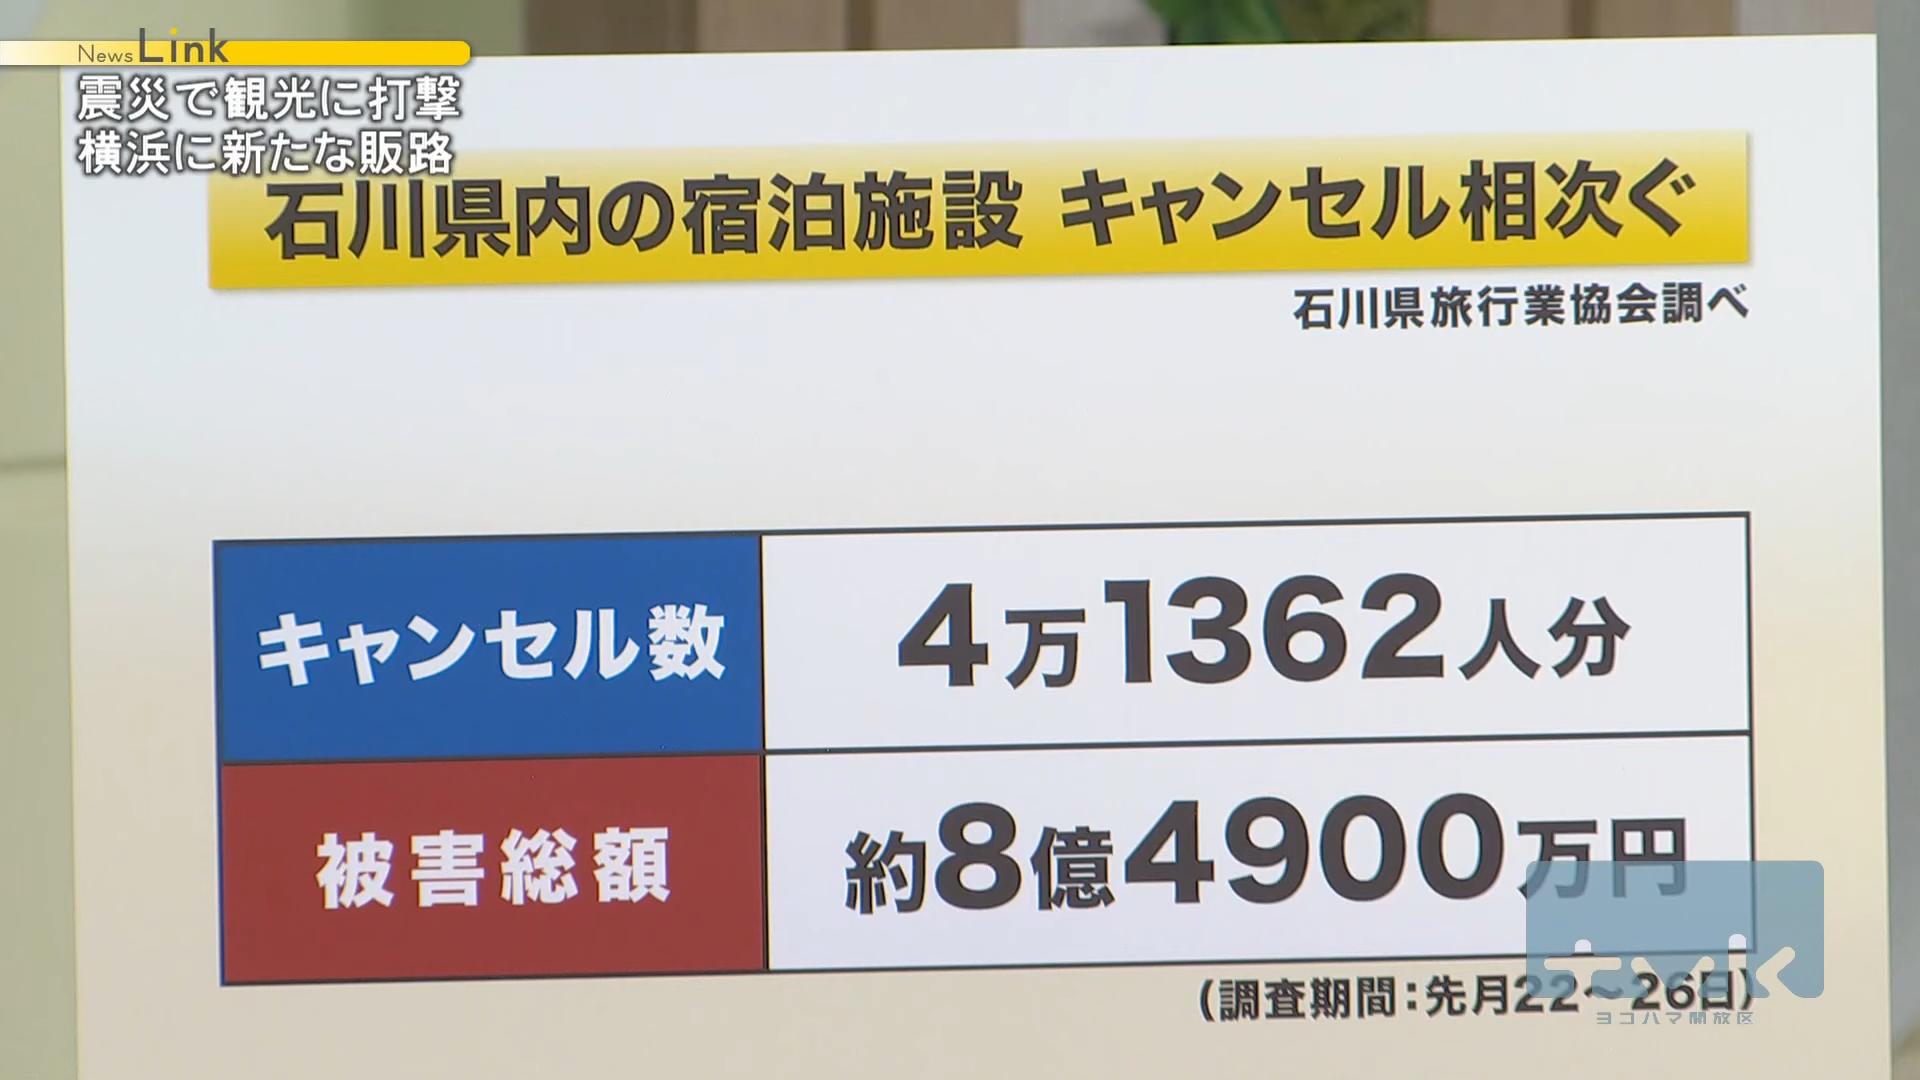 News Link
震災で観光に打撃
横浜に新たな販路
石川県内の宿泊施設 キャンセル相次ぐ
石川県旅行業協会調べ
キャンセル数 4万1362人分
被害総額 約8億4900万円
(調査期間:先月22~26日)
tvk
ヨコハマ開放区